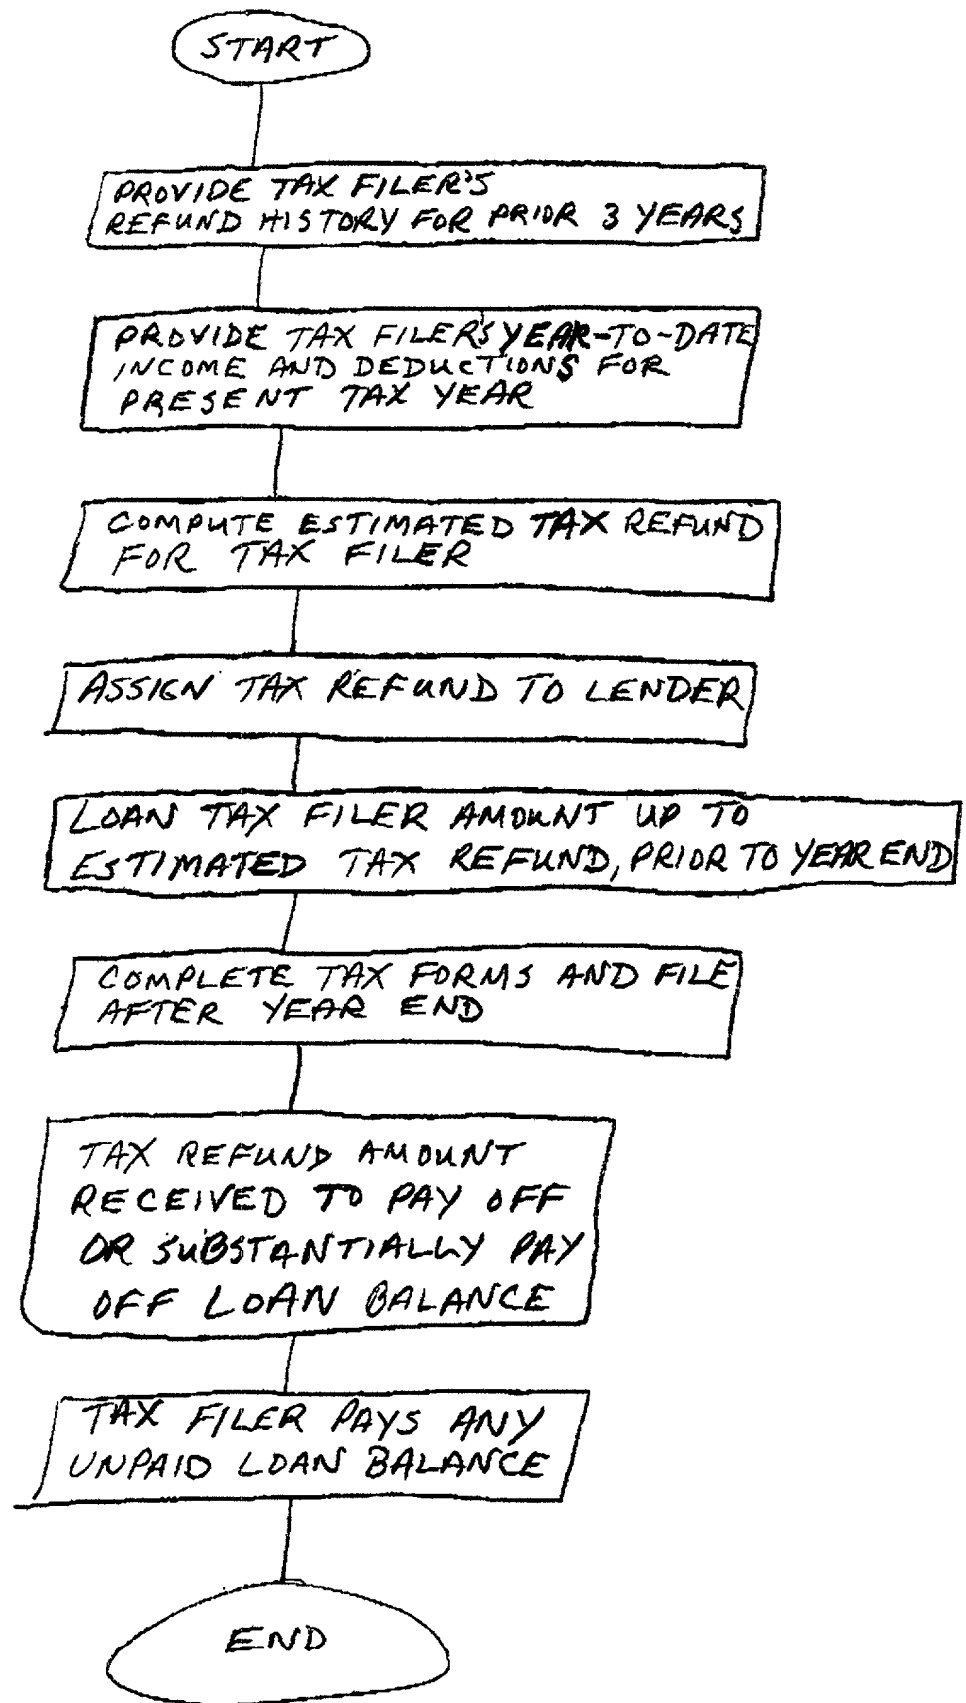 START
PROVIDE TAX FILER'S
REFUND HISTORY FOR PRIOR 3 YEARS
PROVIDE TAX FILER'S YEAR-TO-DATE
INCOME AND DEDUCTIONS FOR
PRESENT TAX YEAR
COMPUTE ESTIMATED TAX REFUND
FOR TAX FILER
ASSIGN TAX REFUND TO LENDER
LOAN TAX FILER AMOUNT UP TO
ESTIMATED TAX REFUND, PRIOR TO YEAR END
COMPLETE TAX FORMS AND FILE
AFTER YEAR END
TAX REFUND AMOUNT
RECEIVED TO PAY OFF
OR SUBSTANTIALLY PAY
OFF LOAN BALANCE
TAX FILER PAYS ANY
UNPAID LOAN BALANCE
END